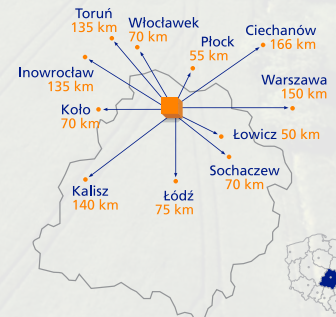 Toruń
135 km
Włocławek
70 km
Płock
55 km
Ciechanów
166 km
Inowrocław
135 km
Warszawa
150 km
Koło
70 km
Łowicz 50 km
Sochaczew
70 km
Kalisz
140 km
Łódź
75 km